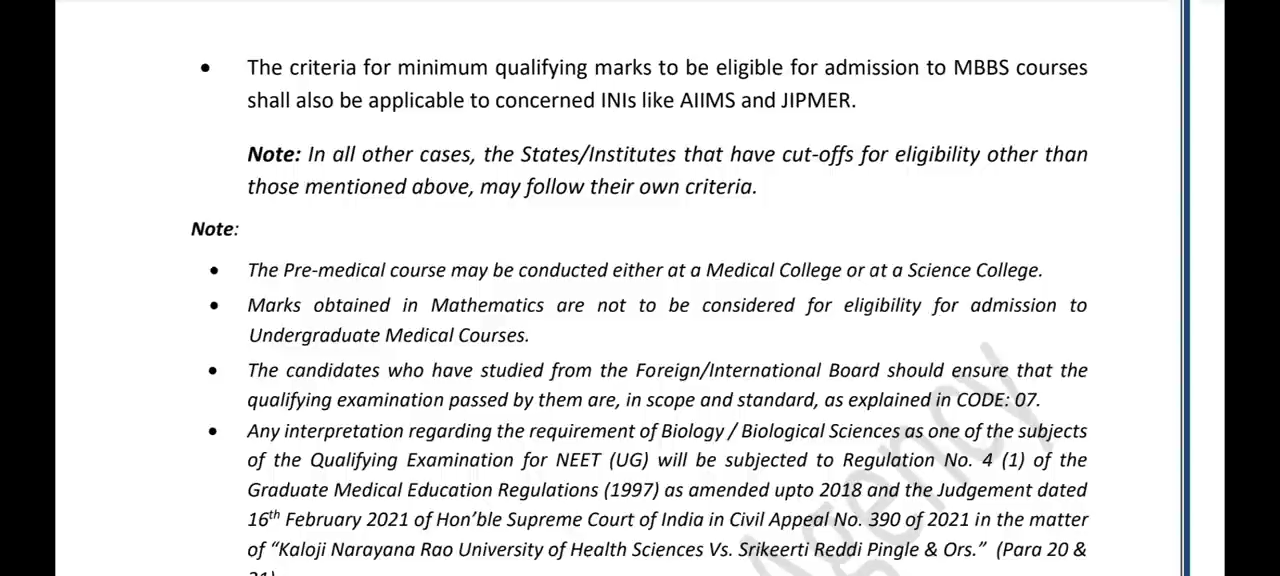 • The criteria for minimum qualifying marks to be eligible for admission to MBBS courses
shall also be applicable to concerned INIs like AIIMS and JIPMER.
Note: In all other cases, the States/Institutes that have cut-offs for eligibility other than
those mentioned above, may follow their own criteria.
Note:
• The Pre-medical course may be conducted either at a Medical College or at a Science College.
• Marks obtained in Mathematics are not to be considered for eligibility for admission to
Undergraduate Medical Courses.
• The candidates who have studied from the Foreign/International Board should ensure that the
qualifying examination passed by them are, in scope and standard, as explained in CODE: 07.
• Any interpretation regarding the requirement of Biology / Biological Sciences as one of the subjects
of the Qualifying Examination for NEET (UG) will be subjected to Regulation No. 4 (1) of the
Graduate Medical Education Regulations (1997) as amended upto 2018 and the Judgement dated
16th February 2021 of Hon'ble Supreme Court of India in Civil Appeal No. 390 of 2021 in the matter
of "Kaloji Narayana Rao University of Health Sciences Vs. Srikeerti Reddi Pingle & Ors." (Para 20 &
Agency